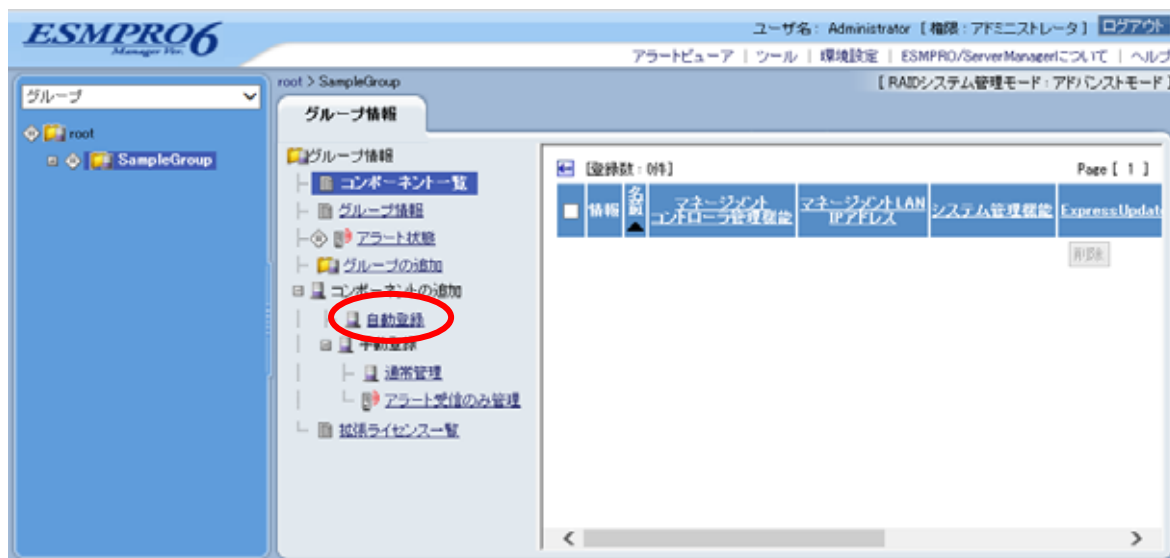 ESMPRO6
Manager Ver.
ユーザ名： Administrator [ 権限：アドミニストレータ ] ログアウト
アラートビューア | ツール | 環境設定 | ESMPRO/ServerManagerについて | ヘルプ
root > SampleGroup
[ RAIDシステム管理モード：アドバンストモード ]
グループ
root
SampleGroup
グループ情報
グループ情報
コンポーネント一覧
グループ情報
アラート状態
グループの追加
コンポーネントの追加
自動登録
手動登録
通常管理
アラート受信のみ管理
拡張ライセンス一覧
[登録数：0件]
Page [ 1 ]
情報
名前
▲
マネージメント
コントローラ管理機能
マネージメントLAN
IPアドレス
システム管理機能
ExpressUpdat
削除